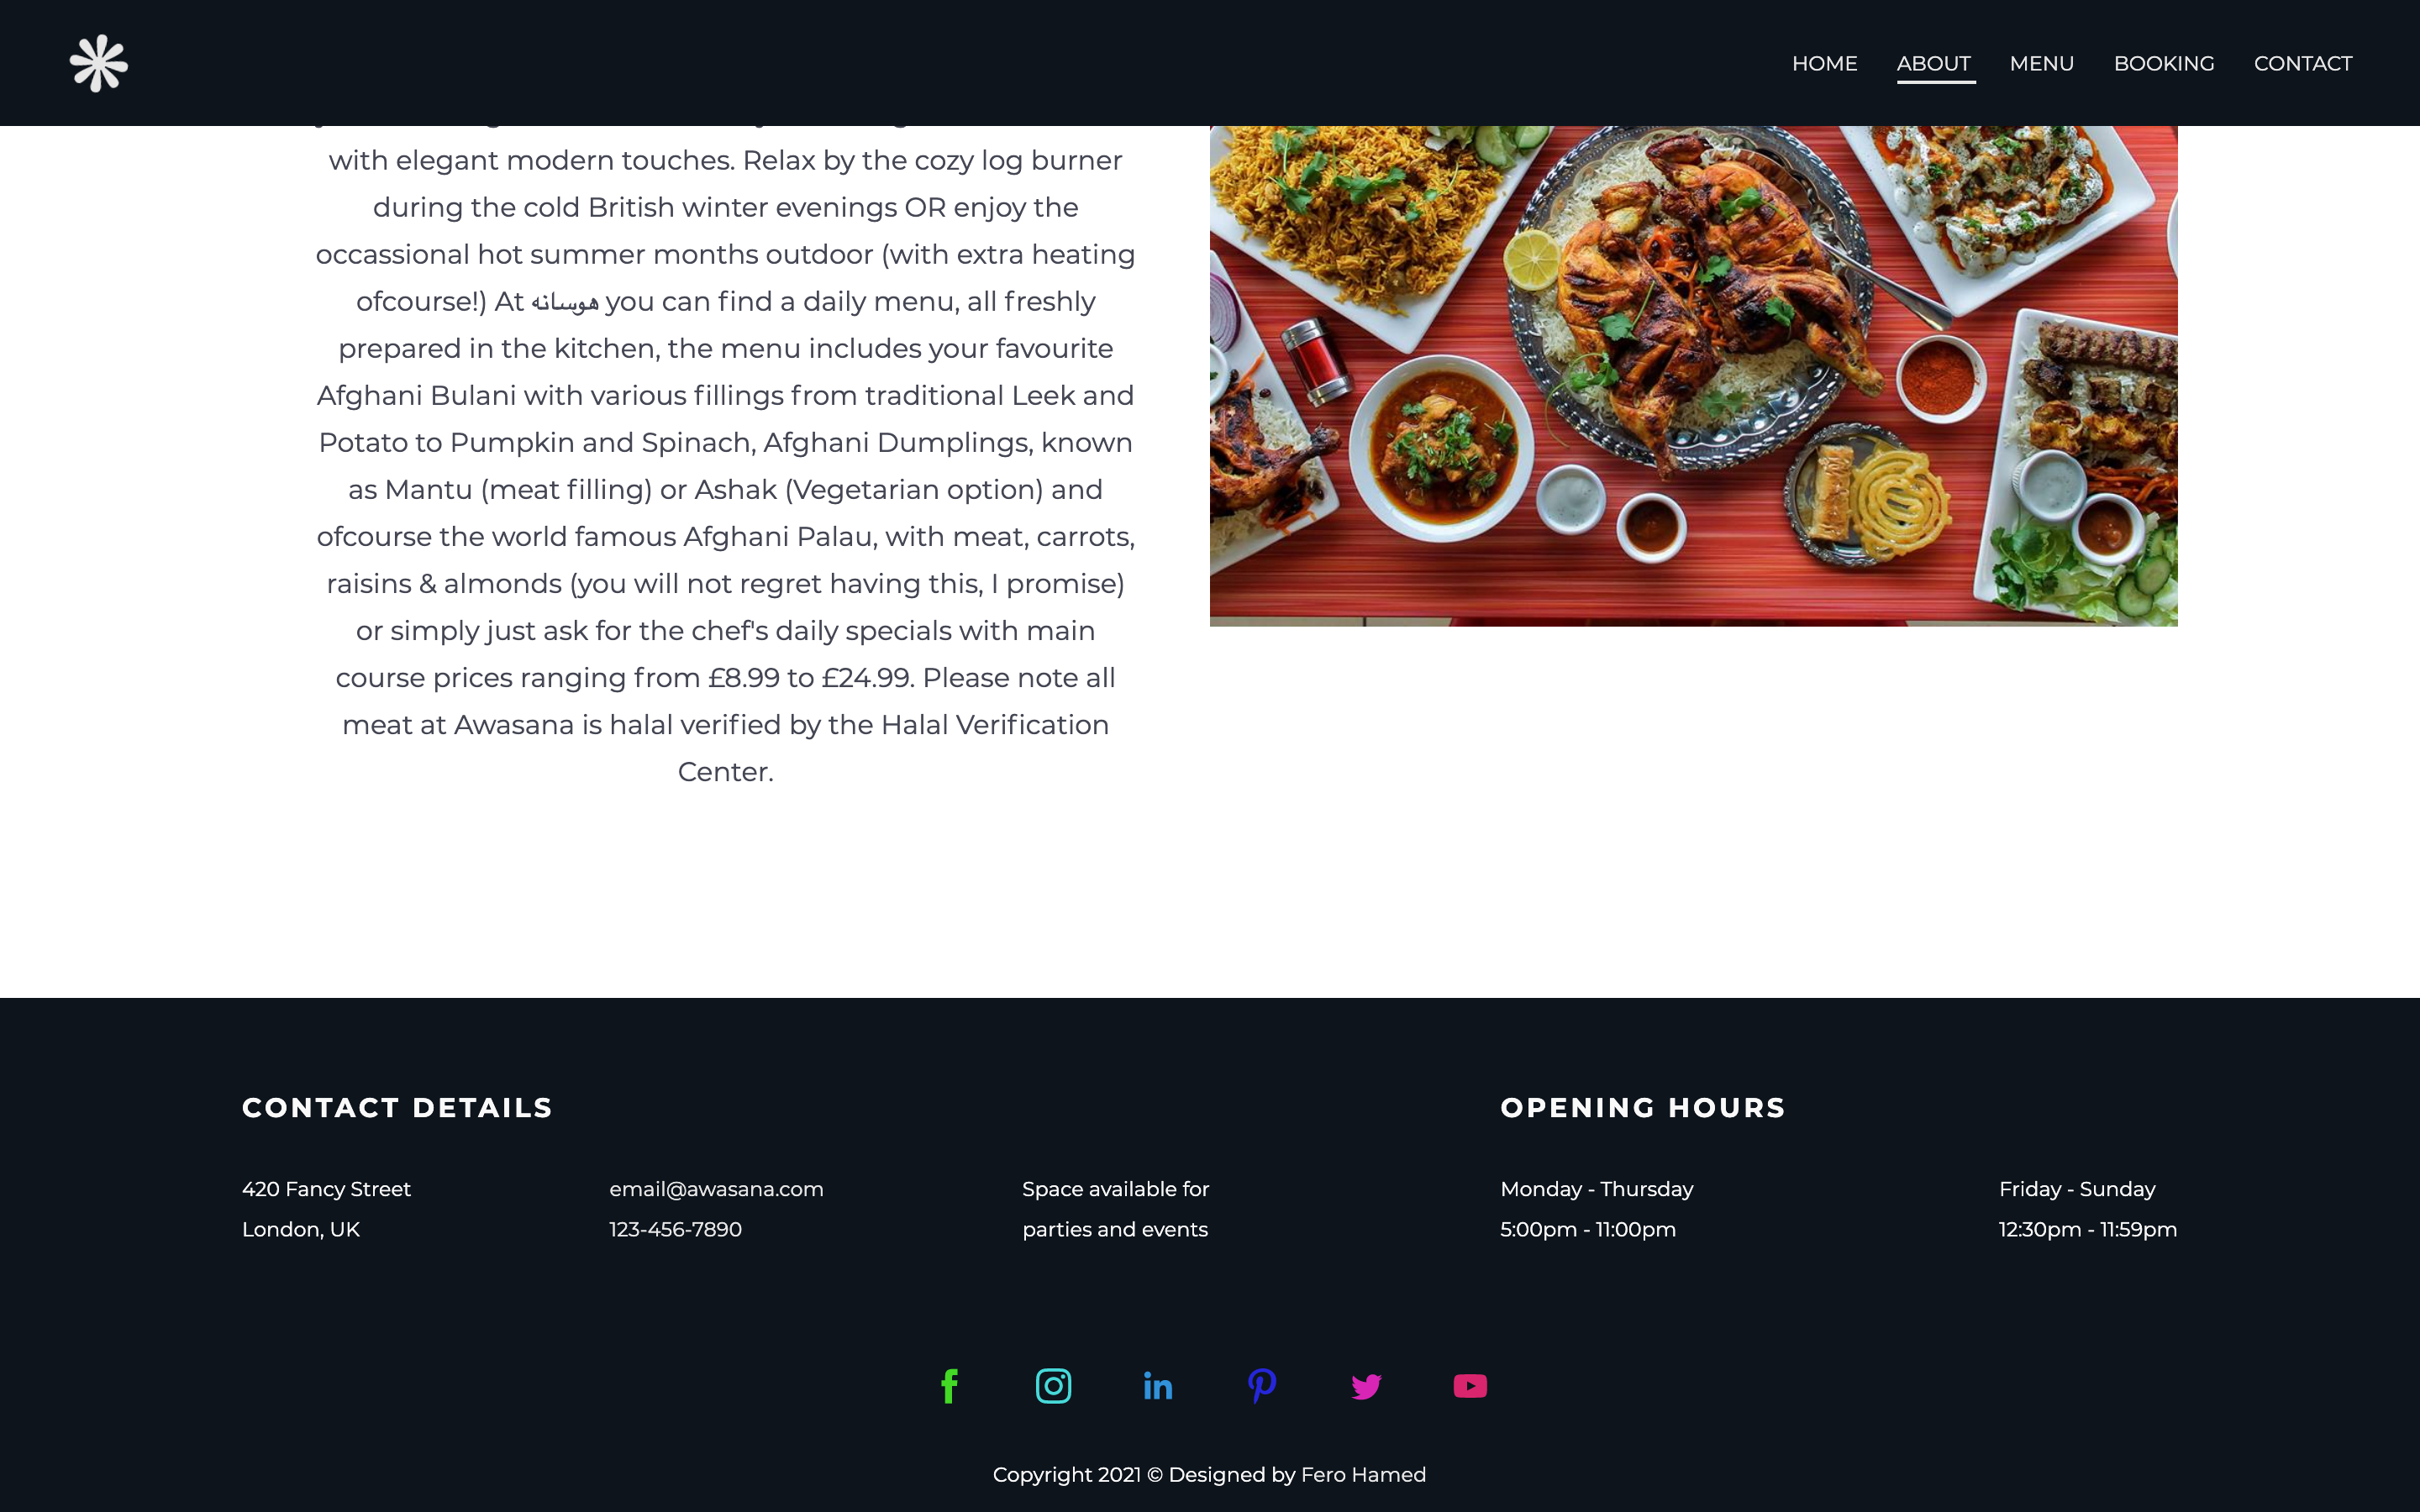 HOME ABOUT MENU BOOKING CONTACT
with elegant modern touches. Relax by the cozy log burner
during the cold British winter evenings OR enjoy the
occassional hot summer months outdoor (with extra heating
ofcourse!) At هوسانه you can find a daily menu, all freshly
prepared in the kitchen, the menu includes your favourite
Afghani Bulani with various fillings from traditional Leek and
Potato to Pumpkin and Spinach, Afghani Dumplings, known
as Mantu (meat filling) or Ashak (Vegetarian option) and
ofcourse the world famous Afghani Palau, with meat, carrots,
raisins & almonds (you will not regret having this, I promise)
or simply just ask for the chef's daily specials with main
course prices ranging from £8.99 to £24.99. Please note all
meat at Awasana is halal verified by the Halal Verification
Center.
CONTACT DETAILS
420 Fancy Street
London, UK
email@awasana.com
123-456-7890
Space available for
parties and events
OPENING HOURS
Monday - Thursday
5:00pm - 11:00pm
Friday - Sunday
12:30pm - 11:59pm
Copyright 2021 © Designed by Fero Hamed